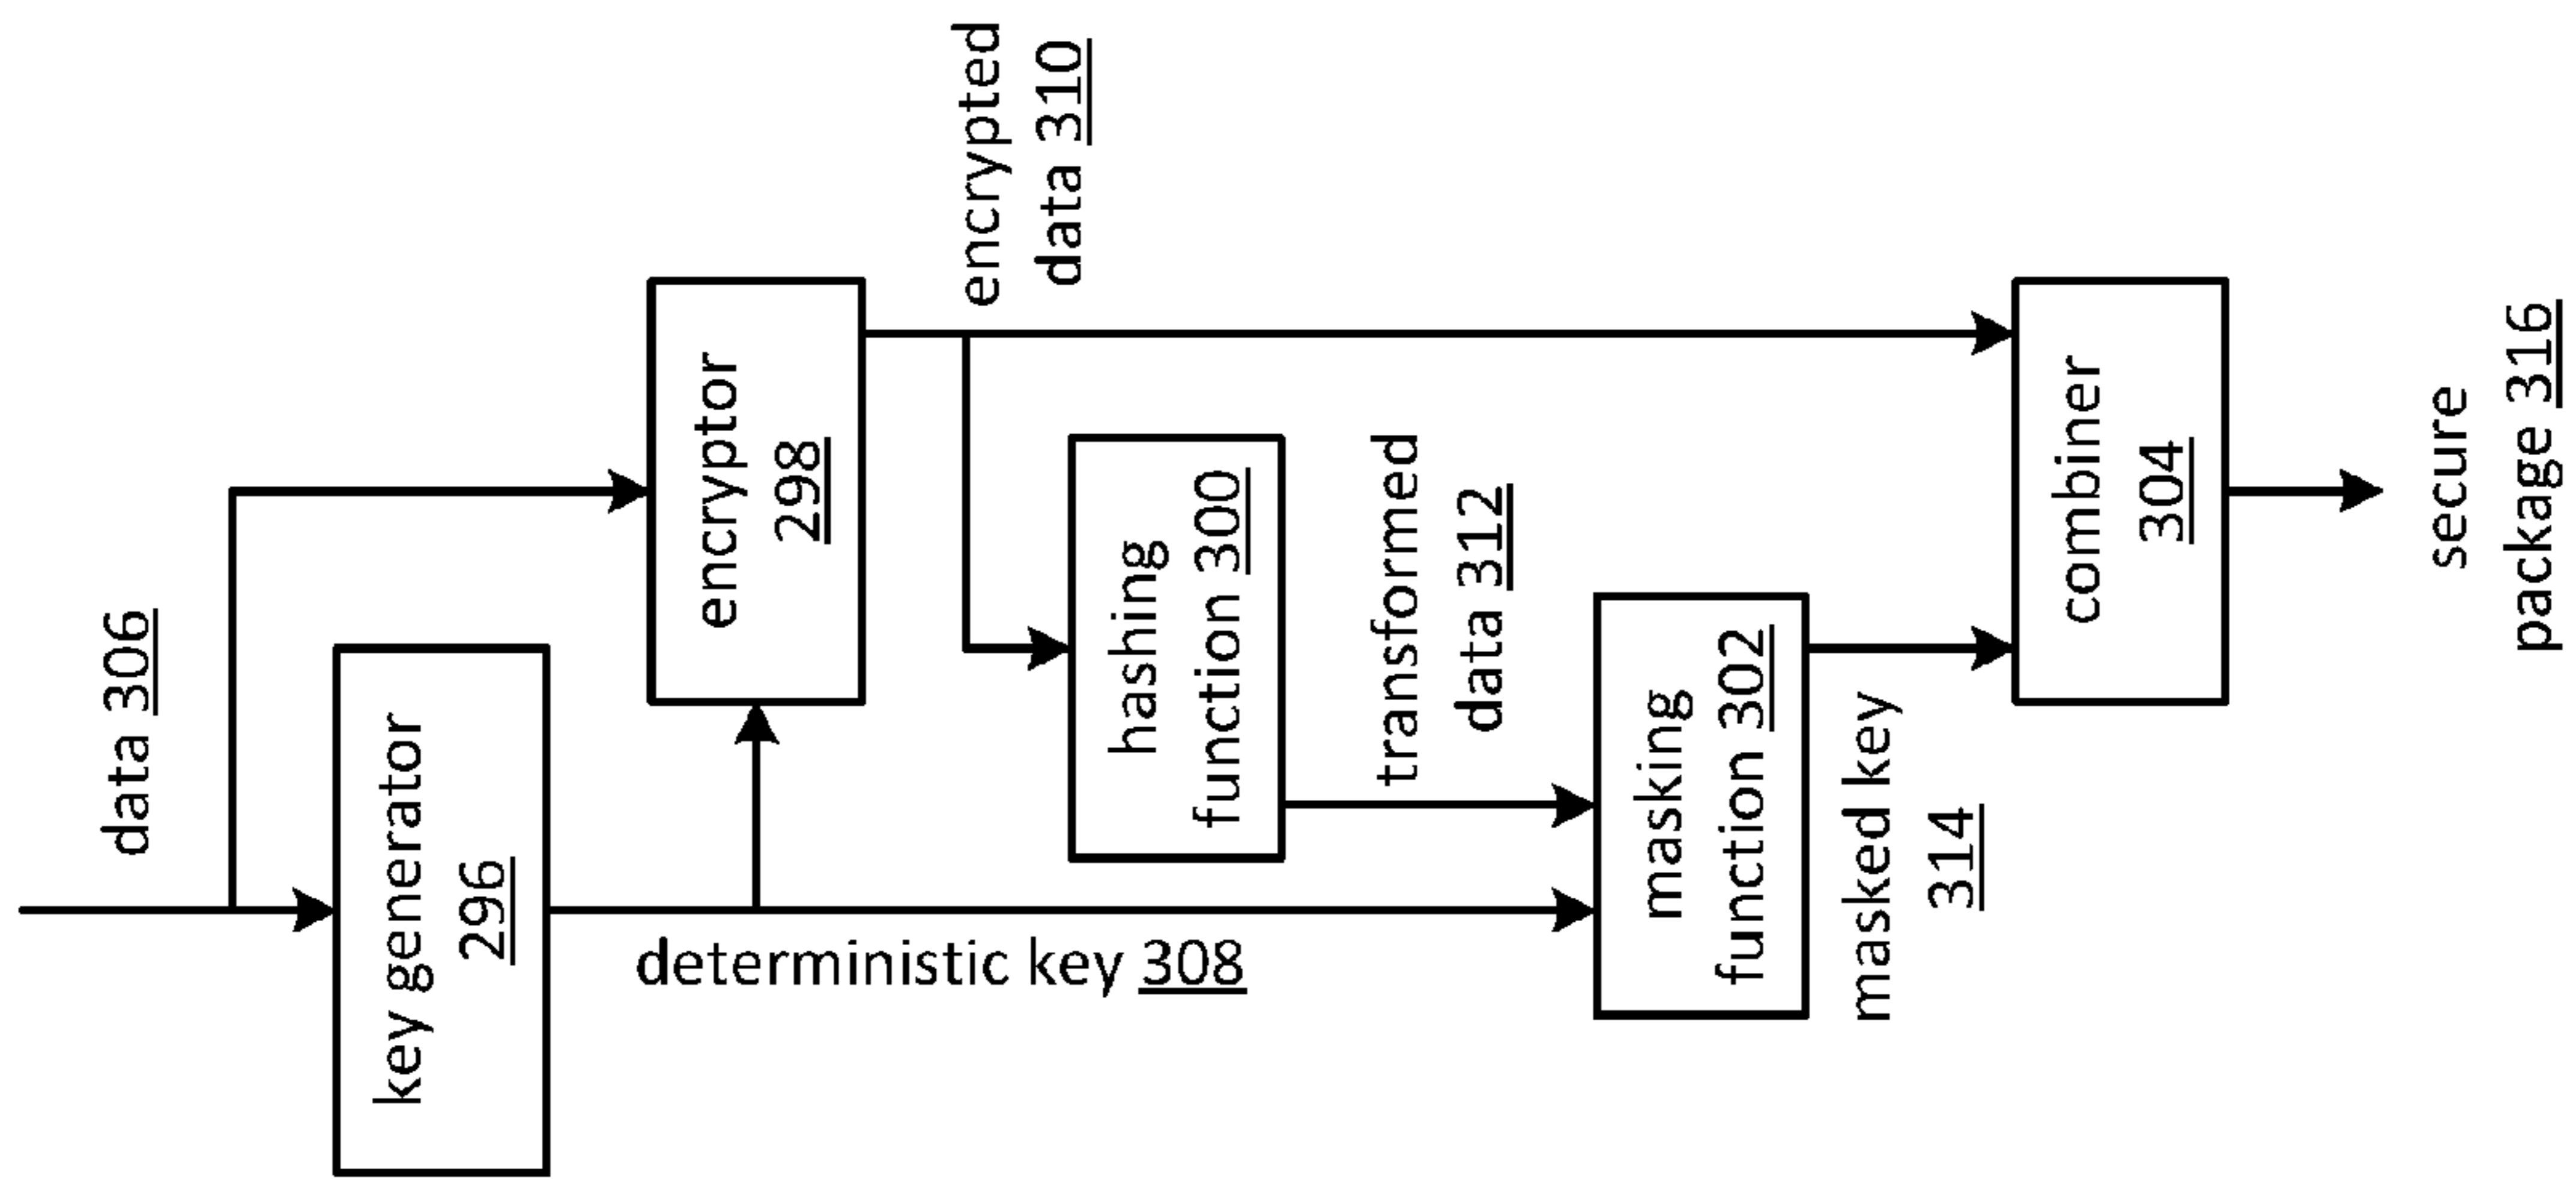 data 306
key generator
296
deterministic key 308
encryptor
298
encrypted
data 310
hashing
function 300
transformed
data 312
masking
function 302
masked key
314
combiner
304
secure
package 316